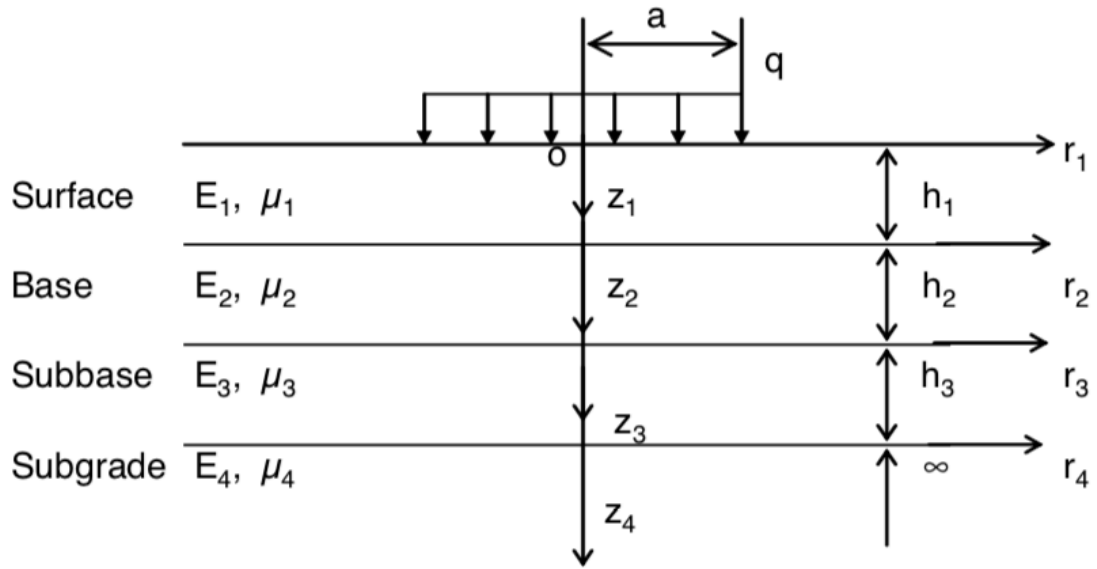 a
q
o
r₁
Surface E₁, μ₁ z₁ h₁
Base E₂, μ₂ z₂ h₂ r₂
Subbase E₃, μ₃ h₃ r₃
z₃
Subgrade E₄, μ₄ ∞ r₄
z₄